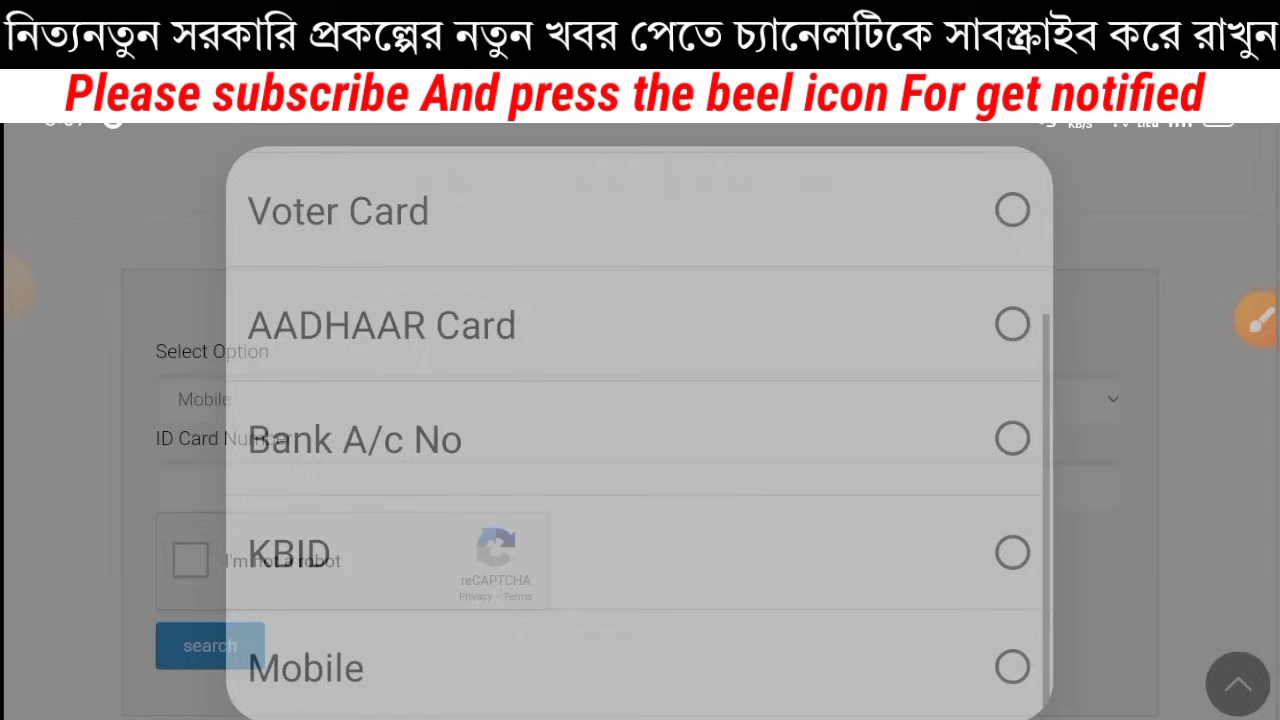 নিত্যনতুন সরকারি প্রকল্পের নতুন খবর পেতে চ্যানেলটিকে সাবস্ক্রাইব করে রাখুন
Please subscribe And press the beel icon For get notified
KB/S
Voter Card
AADHAAR Card
Select Option
Mobile
ID Card Number
Bank A/c No
KBID
I'm not a robot
reCAPTCHA
Privacy - Terms
search
Mobile